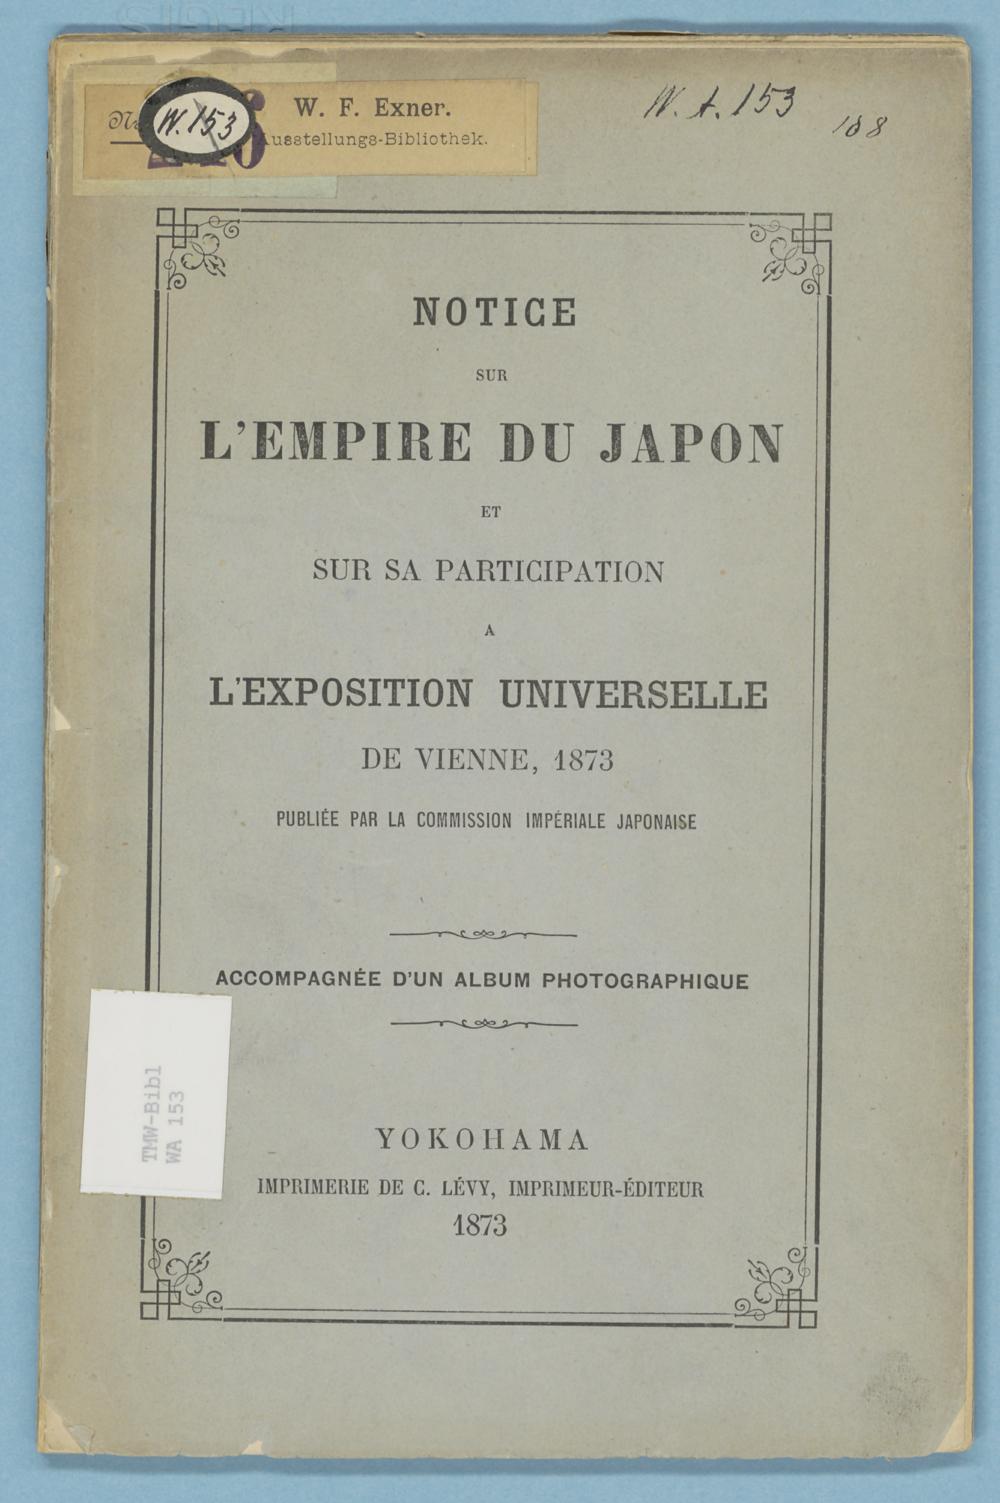 W. F. Exner.
Ausstellungs-Bibliothek.
W. 153
W. A. 153
188
NOTICE
SUR
L'EMPIRE DU JAPON
ET
SUR SA PARTICIPATION
A
L'EXPOSITION UNIVERSELLE
DE VIENNE, 1873
PUBLIÉE PAR LA COMMISSION IMPÉRIALE JAPONAISE
ACCOMPAGNÉE D'UN ALBUM PHOTOGRAPHIQUE
TMW-Bibl
WA 153
YOKOHAMA
IMPRIMERIE DE C. LÉVY, IMPRIMEUR-ÉDITEUR
1873